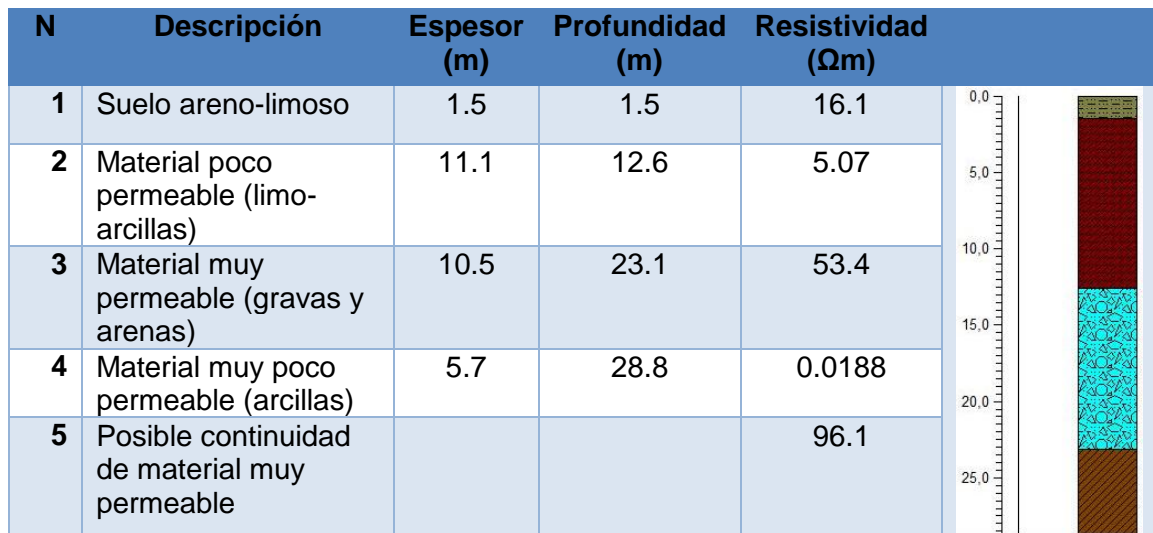 N Descripción Espesor (m) Profundidad (m) Resistividad (Ωm)
1 Suelo areno-limoso 1.5 1.5 16.1
2 Material poco 11.1 12.6 5.07
permeable (limo-
arcillas)
3 Material muy 10.5 23.1 53.4
permeable (gravas y
arenas)
4 Material muy poco 5.7 28.8 0.0188
permeable (arcillas)
5 Posible continuidad 96.1
de material muy
permeable
0,0
5,0
10,0
15,0
20,0
25,0